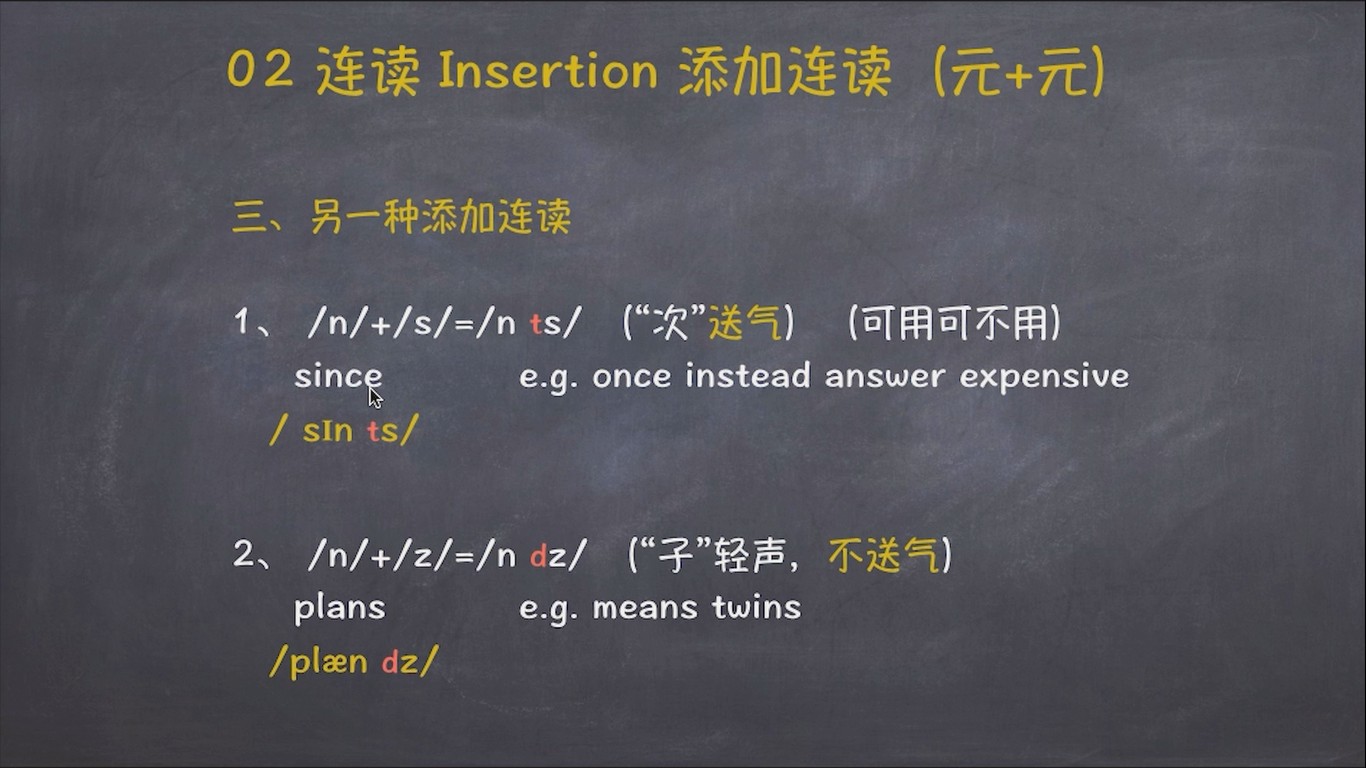 02 连读 Insertion 添加连读 (元+元)
三、另一种添加连读
1、 /n/+/s/=/n ts/ (“次”送气) (可用可不用)
since e.g. once instead answer expensive
/ sIn ts/
2、 /n/+/z/=/n dz/ (“子”轻声，不送气)
plans e.g. means twins
/plæn dz/